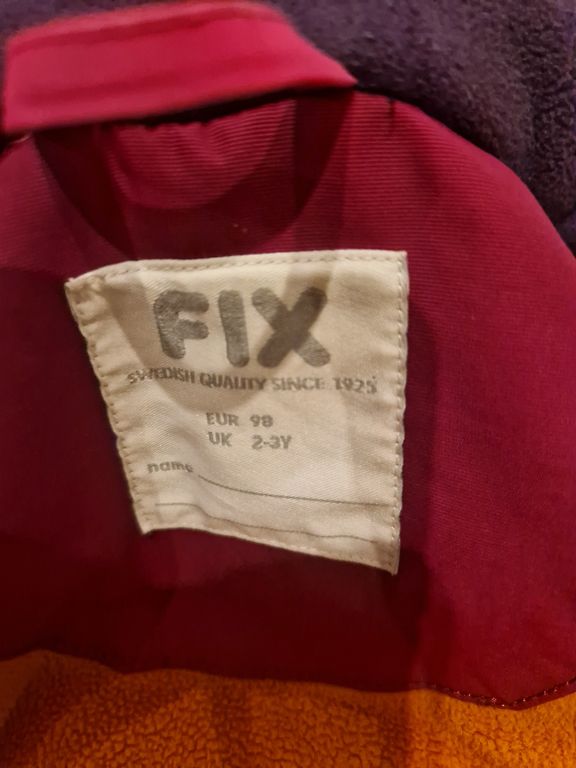 FIX
SWEDISH QUALITY SINCE 1925
EUR 98
UK 2-3Y
name